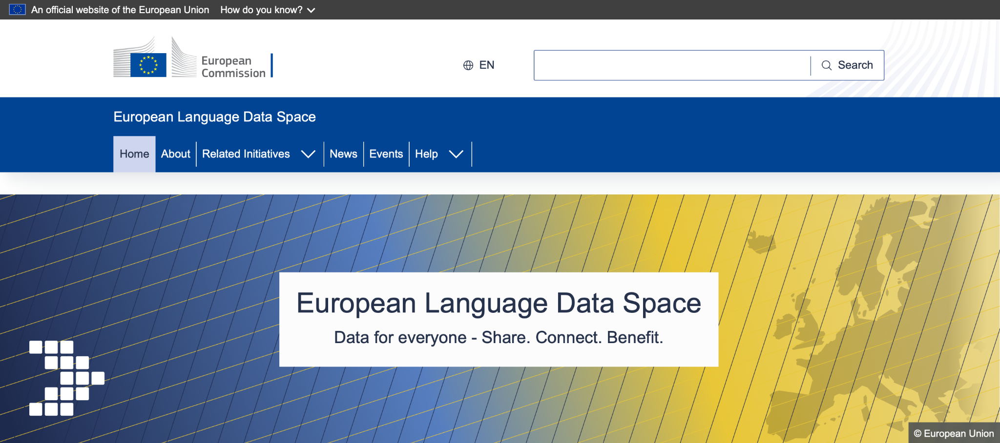 An official website of the European Union How do you know?
European
Commission
EN
Search
European Language Data Space
Home About Related Initiatives News Events Help
European Language Data Space
Data for everyone - Share. Connect. Benefit.
© European Union